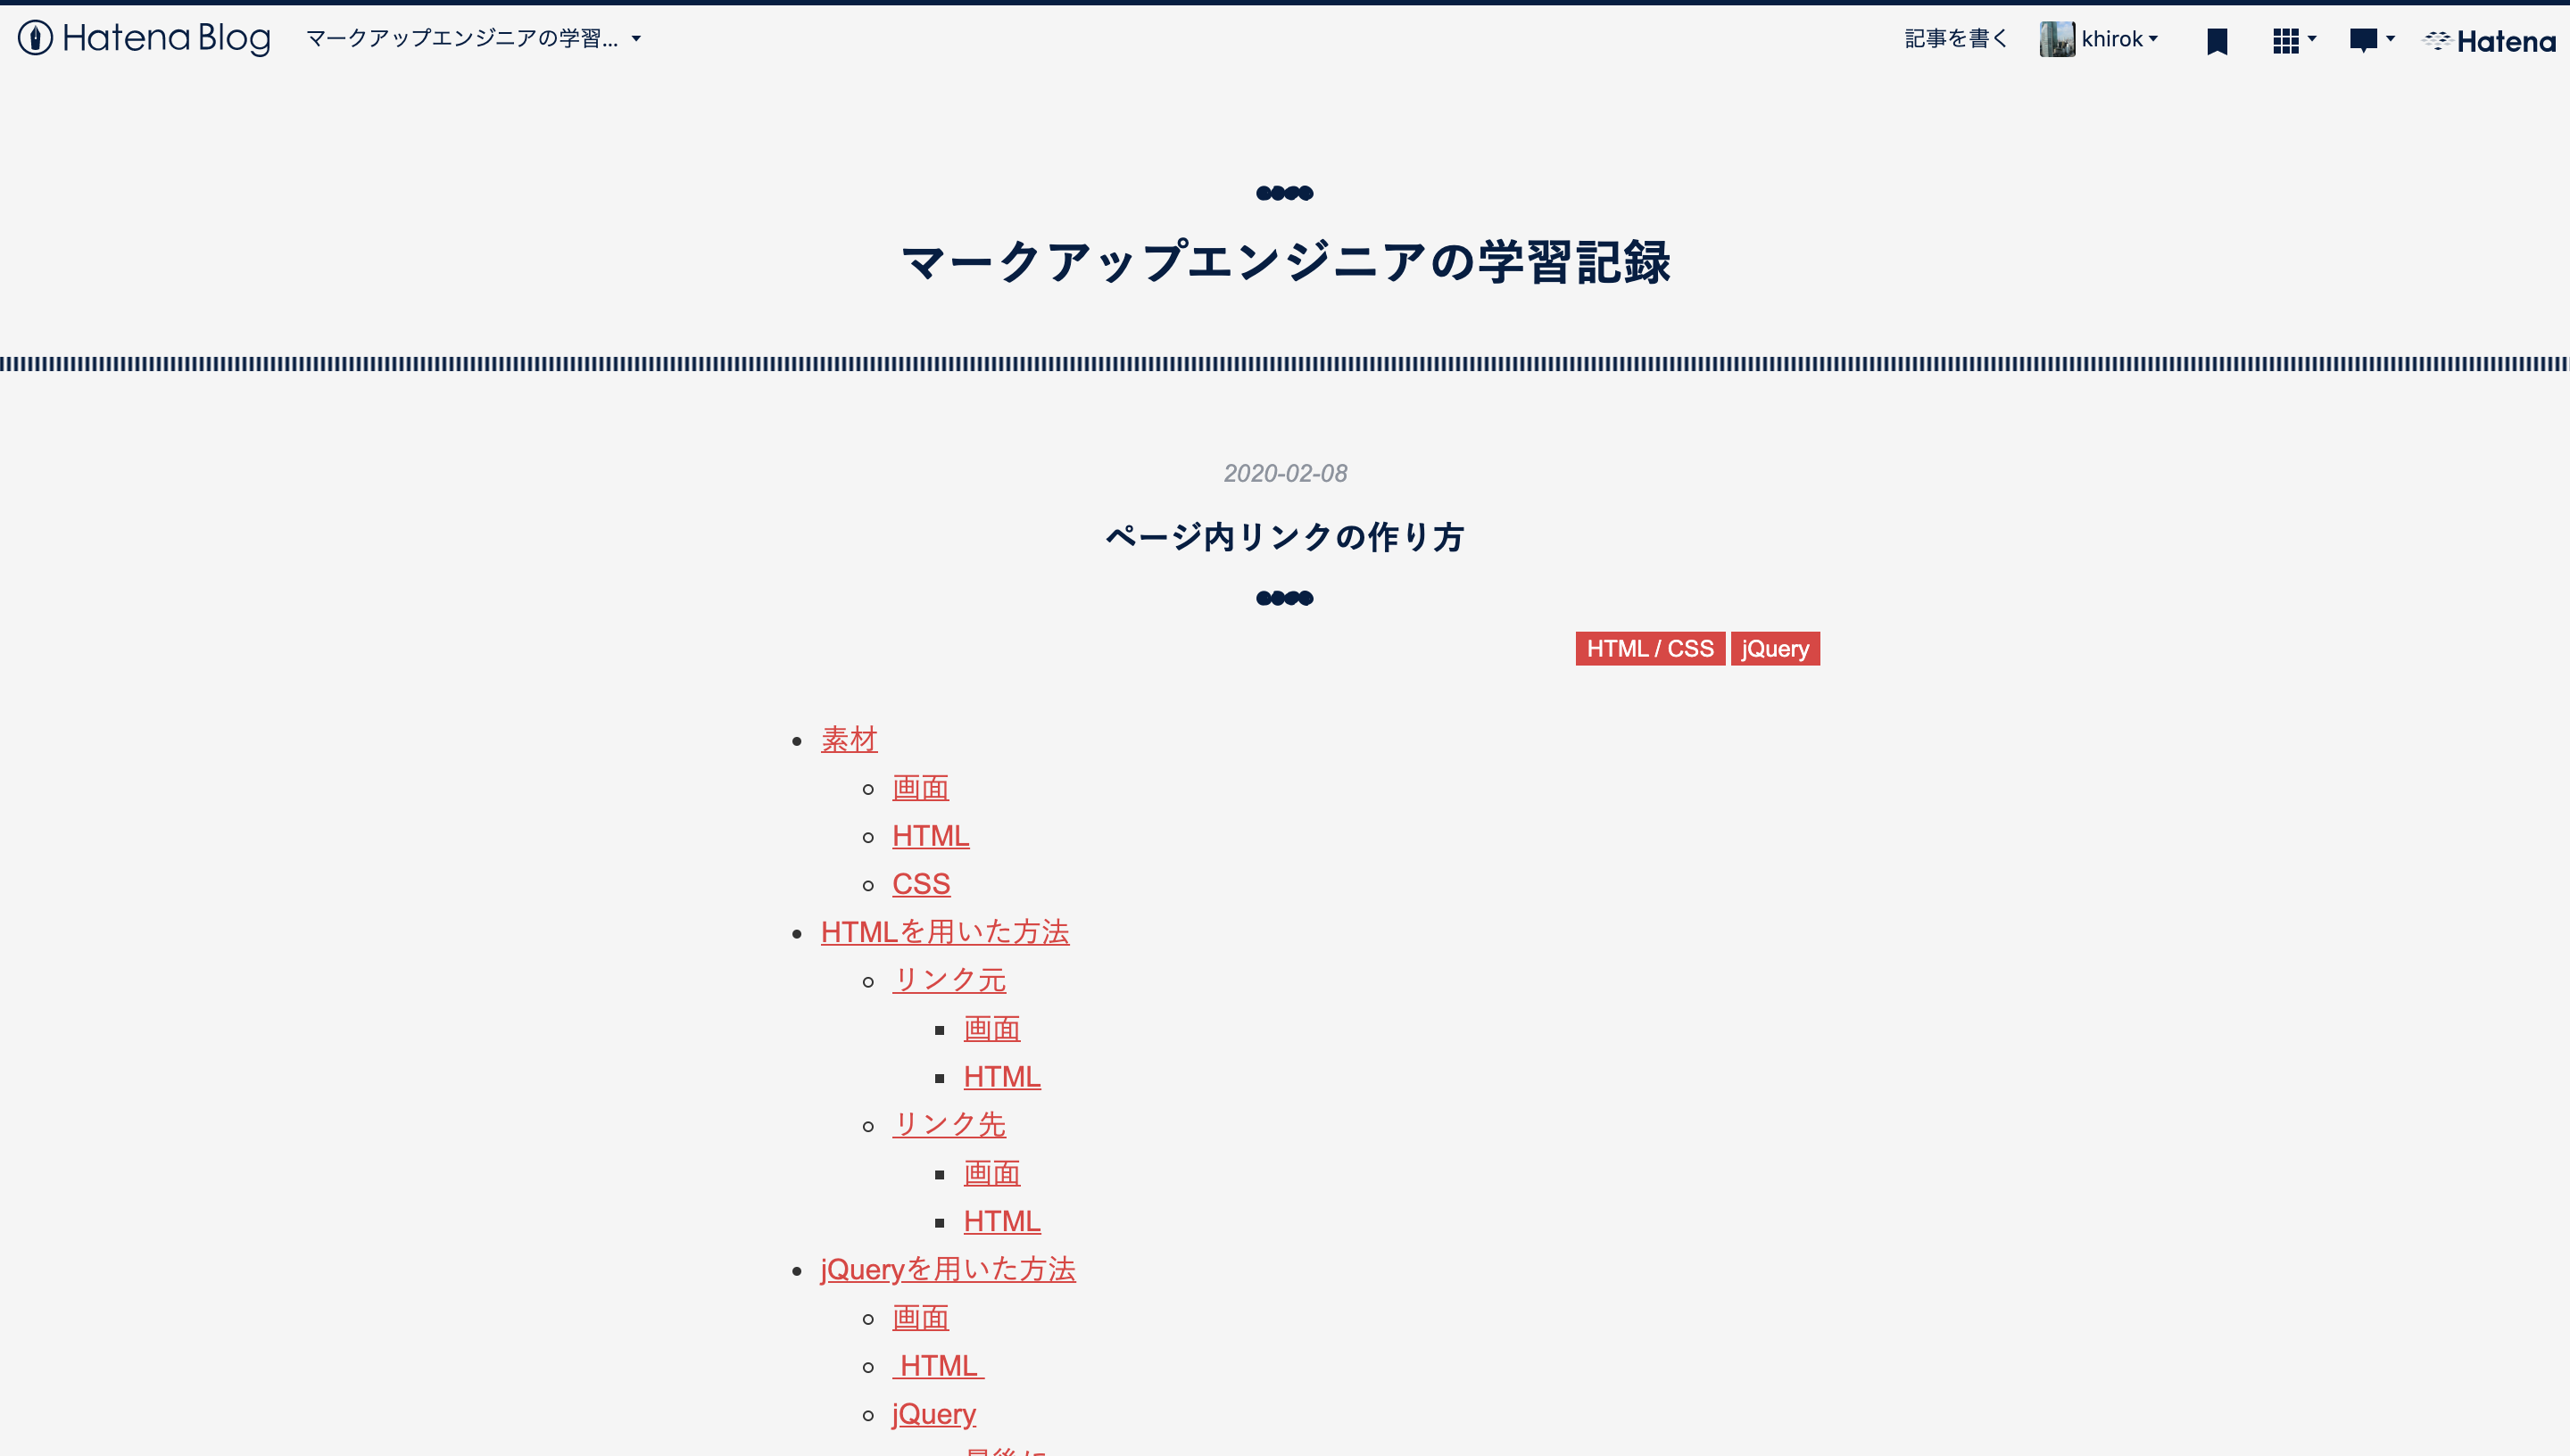 Hatena Blog マークアップエンジニアの学習... 記事を書く khirok Hatena
マークアップエンジニアの学習記録
2020-02-08
ページ内リンクの作り方
HTML / CSS jQuery
素材
画面
HTML
CSS
HTMLを用いた方法
リンク元
画面
HTML
リンク先
画面
HTML
jQueryを用いた方法
画面
HTML
jQuery
最後に